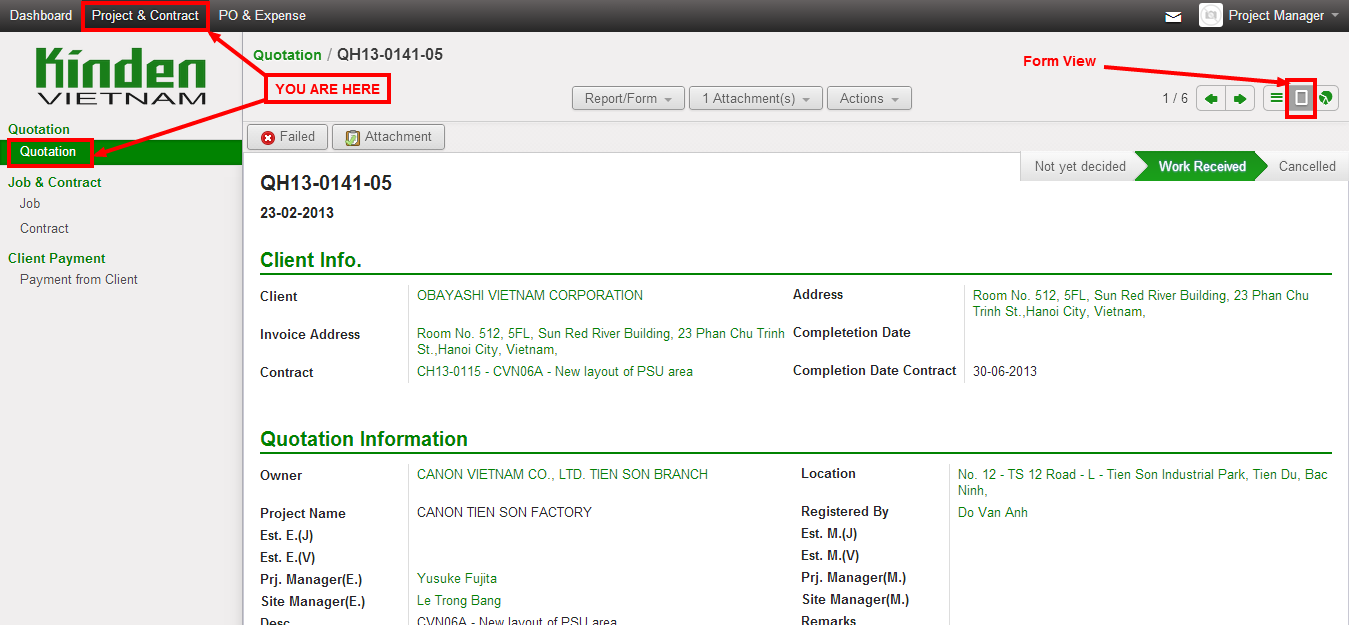 Dashboard Project & Contract PO & Expense Project Manager
Kinden
VIETNAM
YOU ARE HERE
Quotation
Quotation
Job & Contract
Job
Contract
Client Payment
Payment from Client
Quotation / QH13-0141-05
Form View
Report/Form 1 Attachment(s) Actions 1 / 6
Failed Attachment
Not yet decided Work Received Cancelled
QH13-0141-05
23-02-2013
Client Info.
Client OBAYASHI VIETNAM CORPORATION
Address Room No. 512, 5FL, Sun Red River Building, 23 Phan Chu
Trinh St.,Hanoi City, Vietnam,
Invoice Address Room No. 512, 5FL, Sun Red River Building, 23 Phan Chu Trinh
St.,Hanoi City, Vietnam,
Completetion Date
Contract CH13-0115 - CVN06A - New layout of PSU area
Completion Date Contract 30-06-2013
Quotation Information
Owner CANON VIETNAM CO., LTD. TIEN SON BRANCH
Location No. 12 - TS 12 Road - L - Tien Son Industrial Park, Tien Du, Bac
Ninh,
Project Name CANON TIEN SON FACTORY
Registered By Do Van Anh
Est. E.(J) Est. M.(J)
Est. E.(V) Est. M.(V)
Prj. Manager(E.) Yusuke Fujita Prj. Manager(M.)
Site Manager(E.) Le Trong Bang Site Manager(M.)
Desc CVN06A - New layout of PSU area Remarks